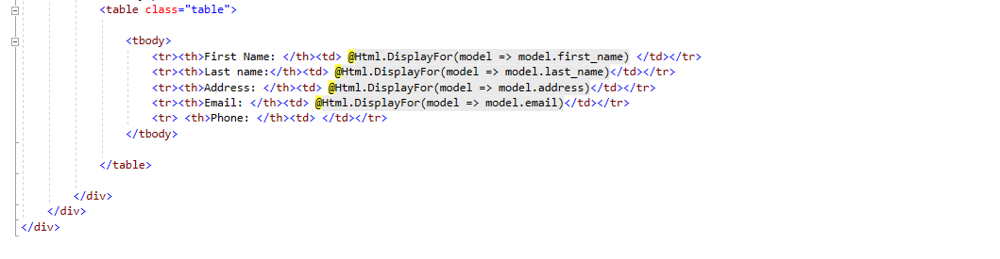 <table class="table">
<tbody>
<tr><th>First Name: </th><td> @Html.DisplayFor(model => model.first_name) </td></tr>
<tr><th>Last name:</th><td> @Html.DisplayFor(model => model.last_name)</td></tr>
<tr><th>Address: </th><td> @Html.DisplayFor(model => model.address)</td></tr>
<tr><th>Email: </th><td> @Html.DisplayFor(model => model.email)</td></tr>
<tr> <th>Phone: </th><td> </td></tr>
</tbody>
</table>
</div>
</div>
</div>